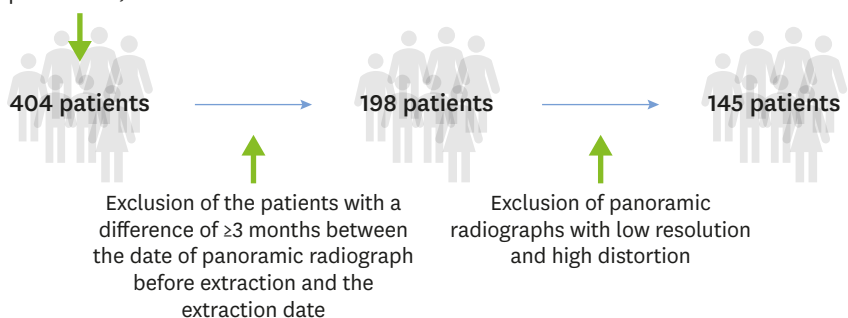 404 patients
198 patients
145 patients
Exclusion of the patients with a
difference of ≥3 months between
the date of panoramic radiograph
before extraction and the
extraction date
Exclusion of panoramic
radiographs with low resolution
and high distortion